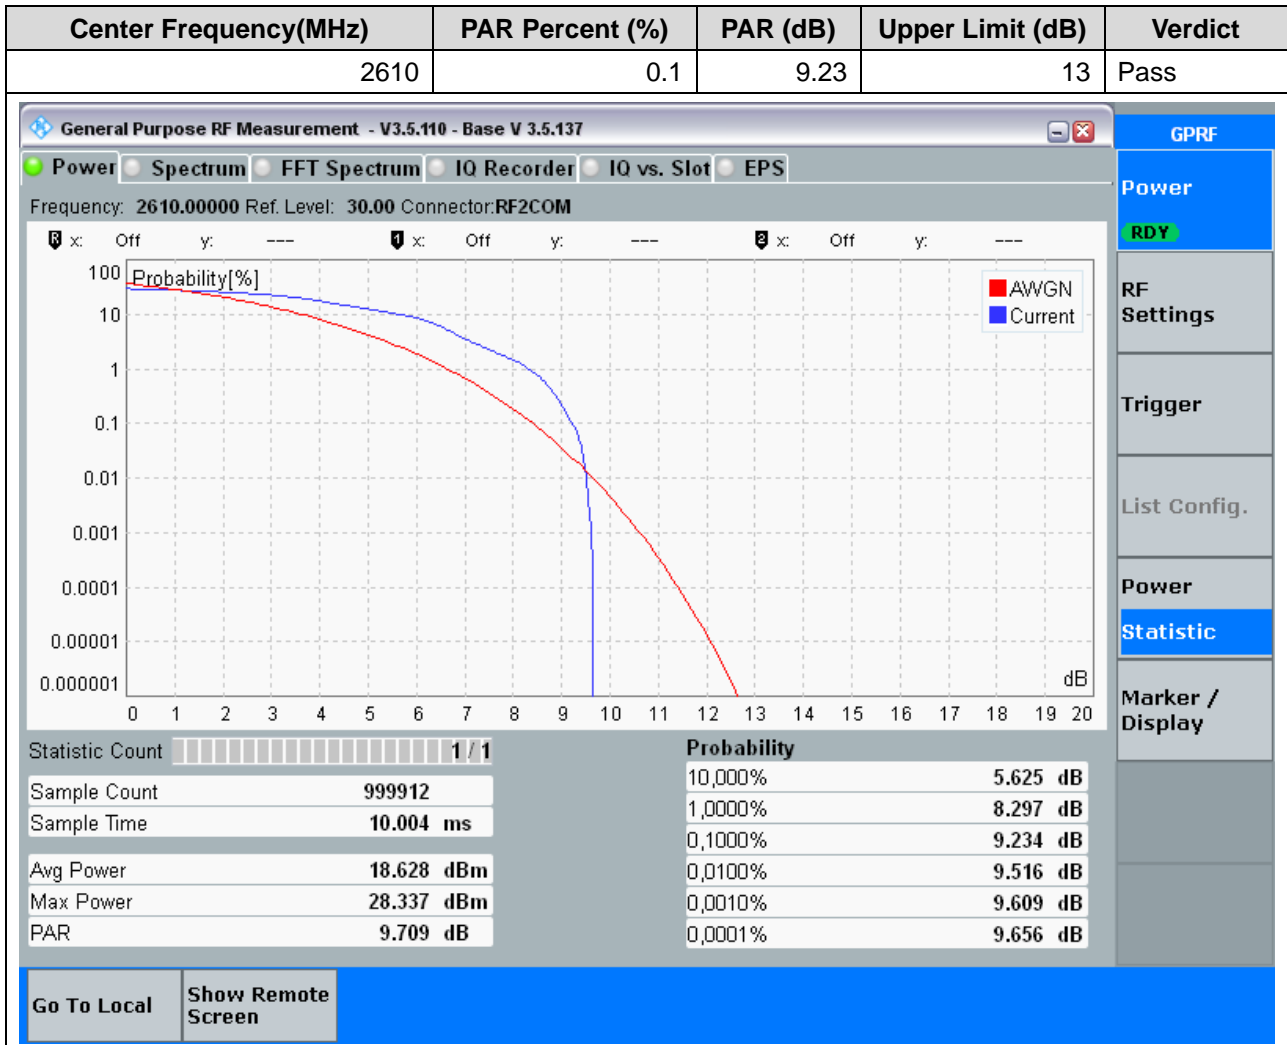 Center Frequency(MHz) PAR Percent (%) PAR (dB) Upper Limit (dB) Verdict
2610 0.1 9.23 13 Pass
General Purpose RF Measurement - V3.5.110 - Base V 3.5.137
GPRF
Power Spectrum FFT Spectrum IQ Recorder IQ vs. Slot EPS
Power
RDY
Frequency: 2610.00000 Ref. Level: 30.00 Connector:RF2COM
R x: Off y: --- 1 x: Off y: --- 2 x: Off y: ---
Probability[%]
AWGN
Current
100
10
1
0.1
0.01
0.001
0.0001
0.00001
0.000001
dB
0 1 2 3 4 5 6 7 8 9 10 11 12 13 14 15 16 17 18 19 20
RF
Settings
Trigger
List Config.
Power
Statistic
Marker /
Display
Statistic Count 1 / 1
Sample Count 999912
Sample Time 10.004 ms
Avg Power 18.628 dBm
Max Power 28.337 dBm
PAR 9.709 dB
Probability
10,000% 5.625 dB
1,0000% 8.297 dB
0,1000% 9.234 dB
0,0100% 9.516 dB
0,0010% 9.609 dB
0,0001% 9.656 dB
Go To Local
Show Remote
Screen